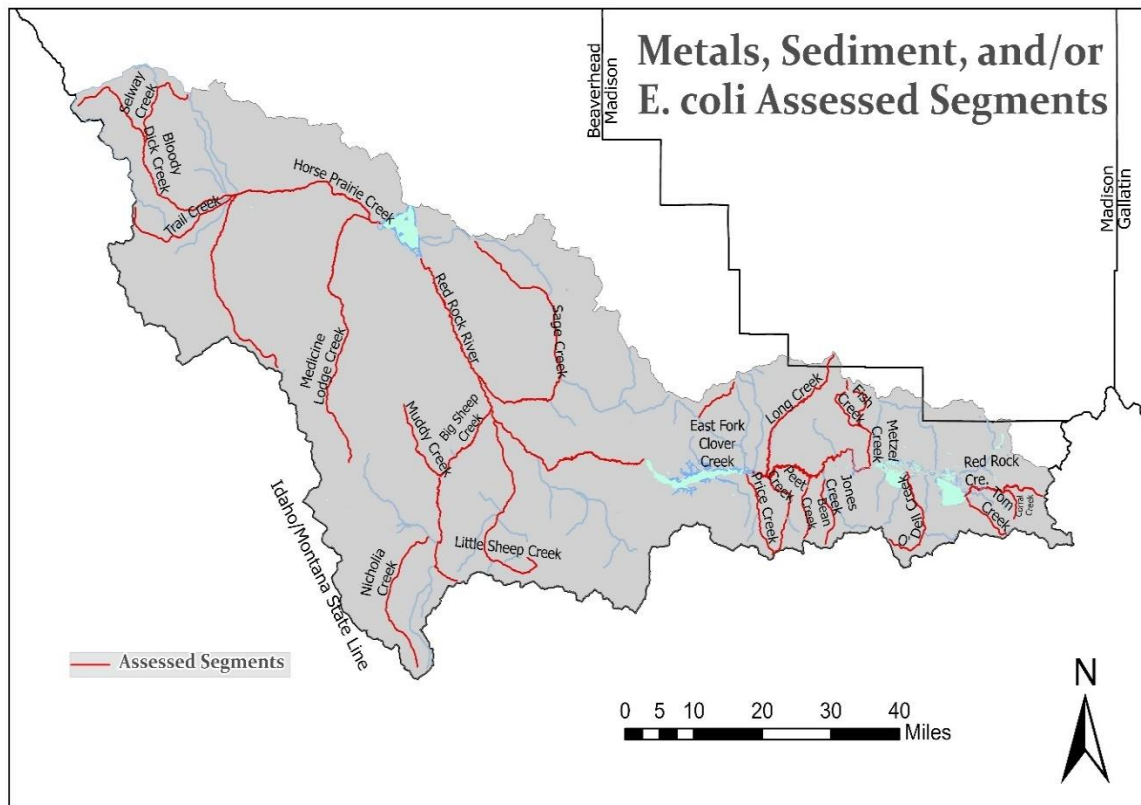 Metals, Sediment, and/or
E. coli Assessed Segments
Beaverhead
Madison
Madison
Gallatin
Selway
Creek
Bloody
Dick Creek
Trail Creek
Horse Prairie Creek
Medicine
Lodge Creek
Red Rock River
Sage Creek
Muddy Creek
Big Sheep
Creek
East Fork
Clover
Creek
Long Creek
Fish
Creek
Metzel
Creek
Red Rock
Cre.
Tom
Creek
Corral
Creek
Price Creek
Peet
Creek
Bean
Creek
Jones
Creek
O'Dell Creek
Nicholia
Creek
Little Sheep Creek
Idaho/Montana State Line
Assessed Segments
0 5 10 20 30 40
Miles
N